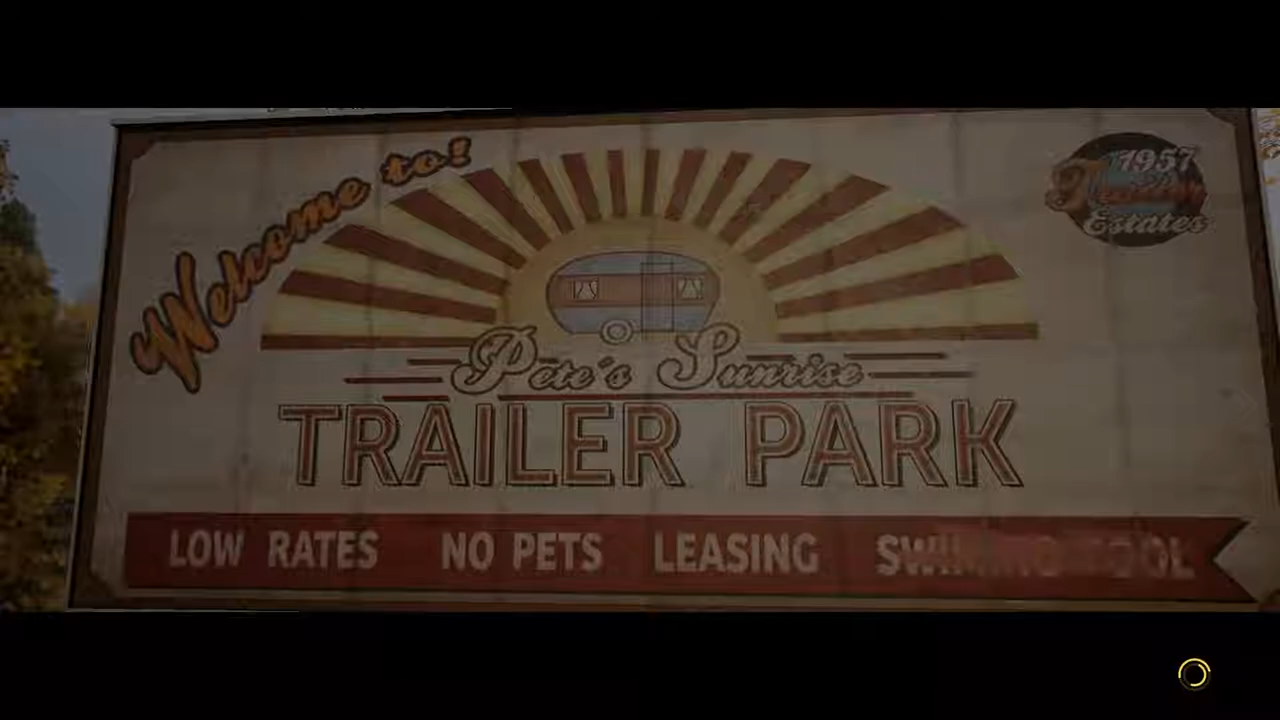 Welcome to!
1957
Estates
Pete's Sunrise
TRAILER PARK
LOW RATES NO PETS LEASING